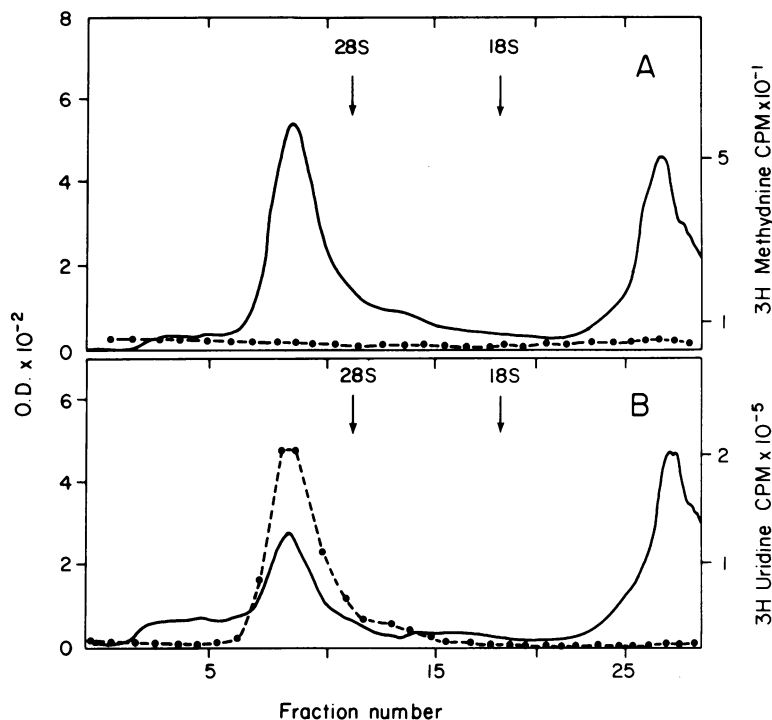 8
6
4
2
0
28S
18S
A
5
1
3H Methydnine CPM x10⁻¹
O.D. x 10⁻²
6
4
2
0
28S
18S
B
2
1
3H Uridine CPM x 10⁻⁵
5
15
25
Fraction number